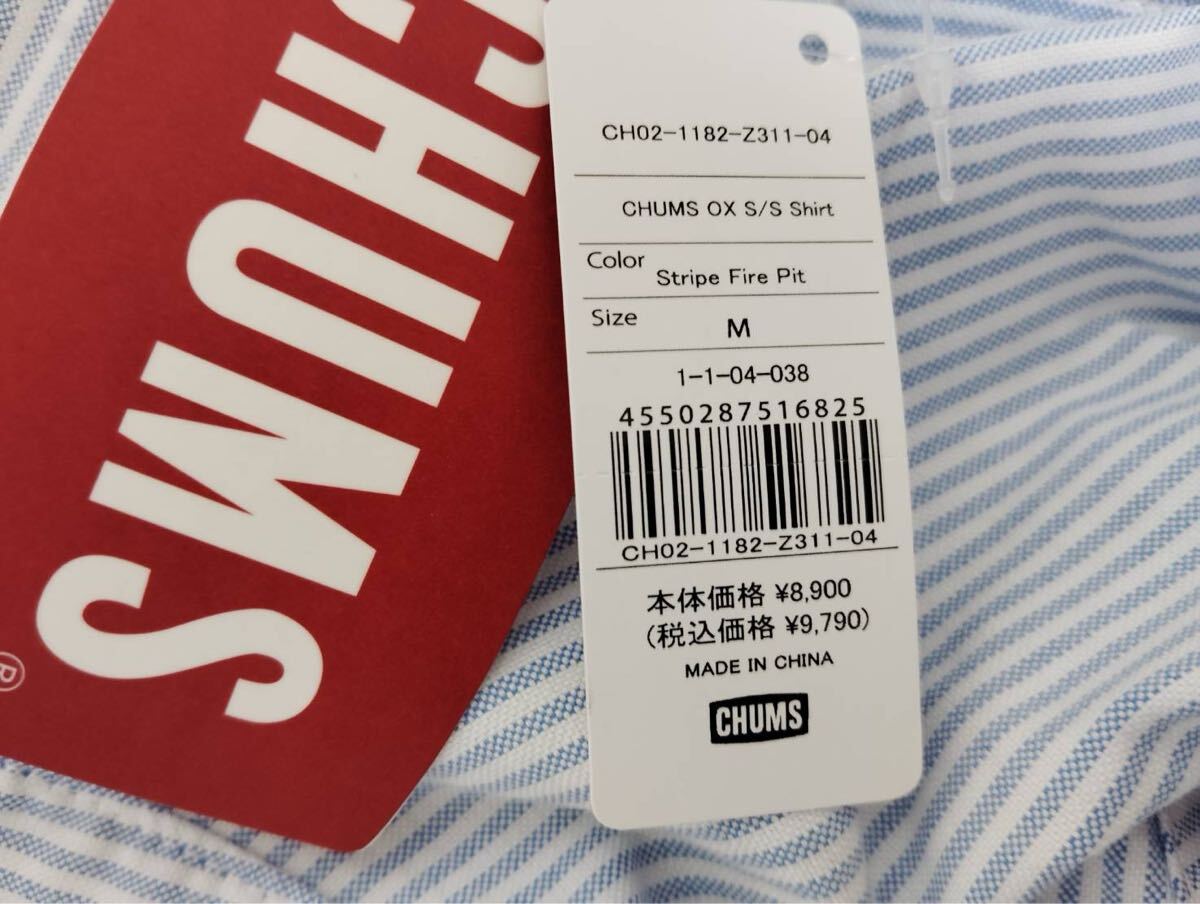 CHUMS
®
CH02-1182-Z311-04
CHUMS OX S/S Shirt
Color
Stripe Fire Pit
Size
M
1-1-04-038
4550287516825
CH02-1182-Z311-04
本体価格 ¥8,900
(税込価格 ¥9,790)
MADE IN CHINA
CHUMS